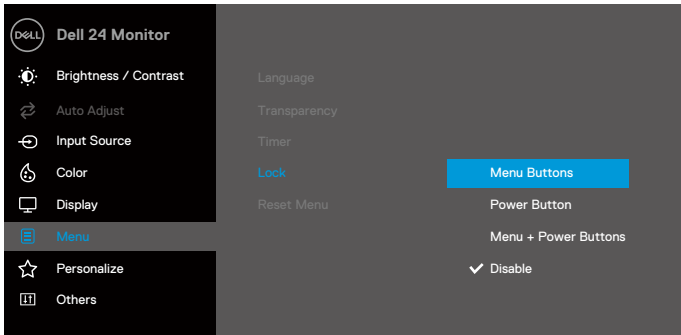 DELL Dell 24 Monitor
Brightness / Contrast
Auto Adjust
Input Source
Color
Display
Menu
Personalize
Others
Language
Transparency
Timer
Lock
Reset Menu
Menu Buttons
Power Button
Menu + Power Buttons
Disable